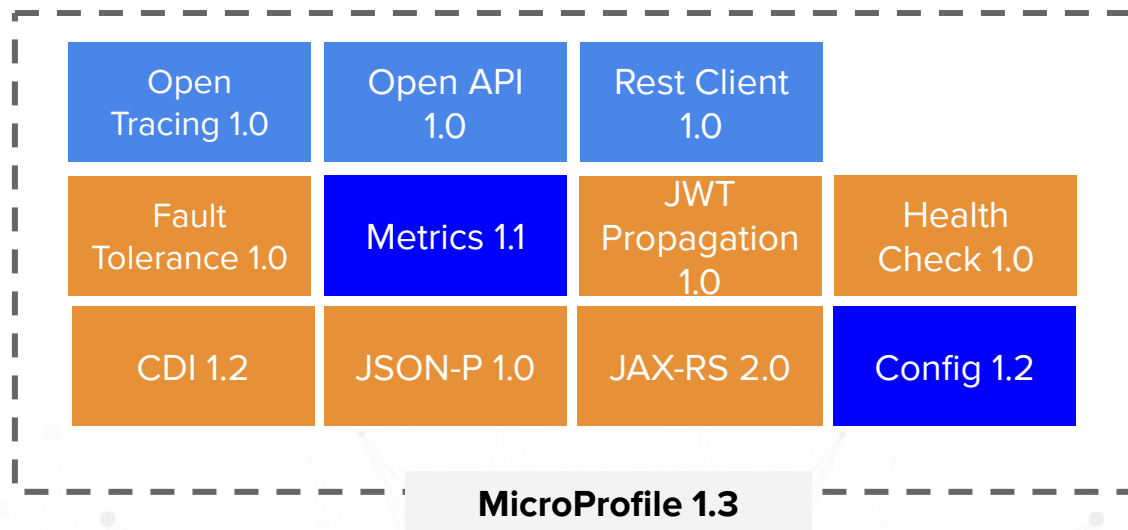 Open
Tracing 1.0
Open API
1.0
Rest Client
1.0
Fault
Tolerance 1.0
Metrics 1.1
JWT
Propagation
1.0
Health
Check 1.0
CDI 1.2
JSON-P 1.0
JAX-RS 2.0
Config 1.2
MicroProfile 1.3